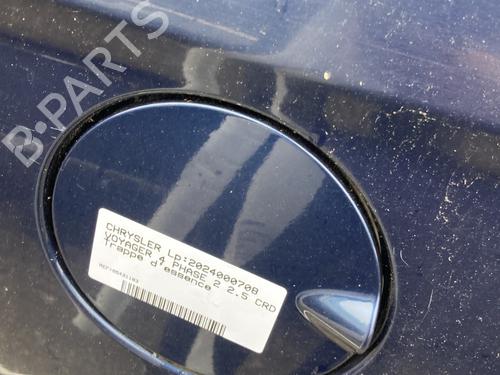 B-PARTS
CHRYSLER Lp:2024000708
VOYAGER 4 PHASE 2 2.5 CRD
Trappe d'essence